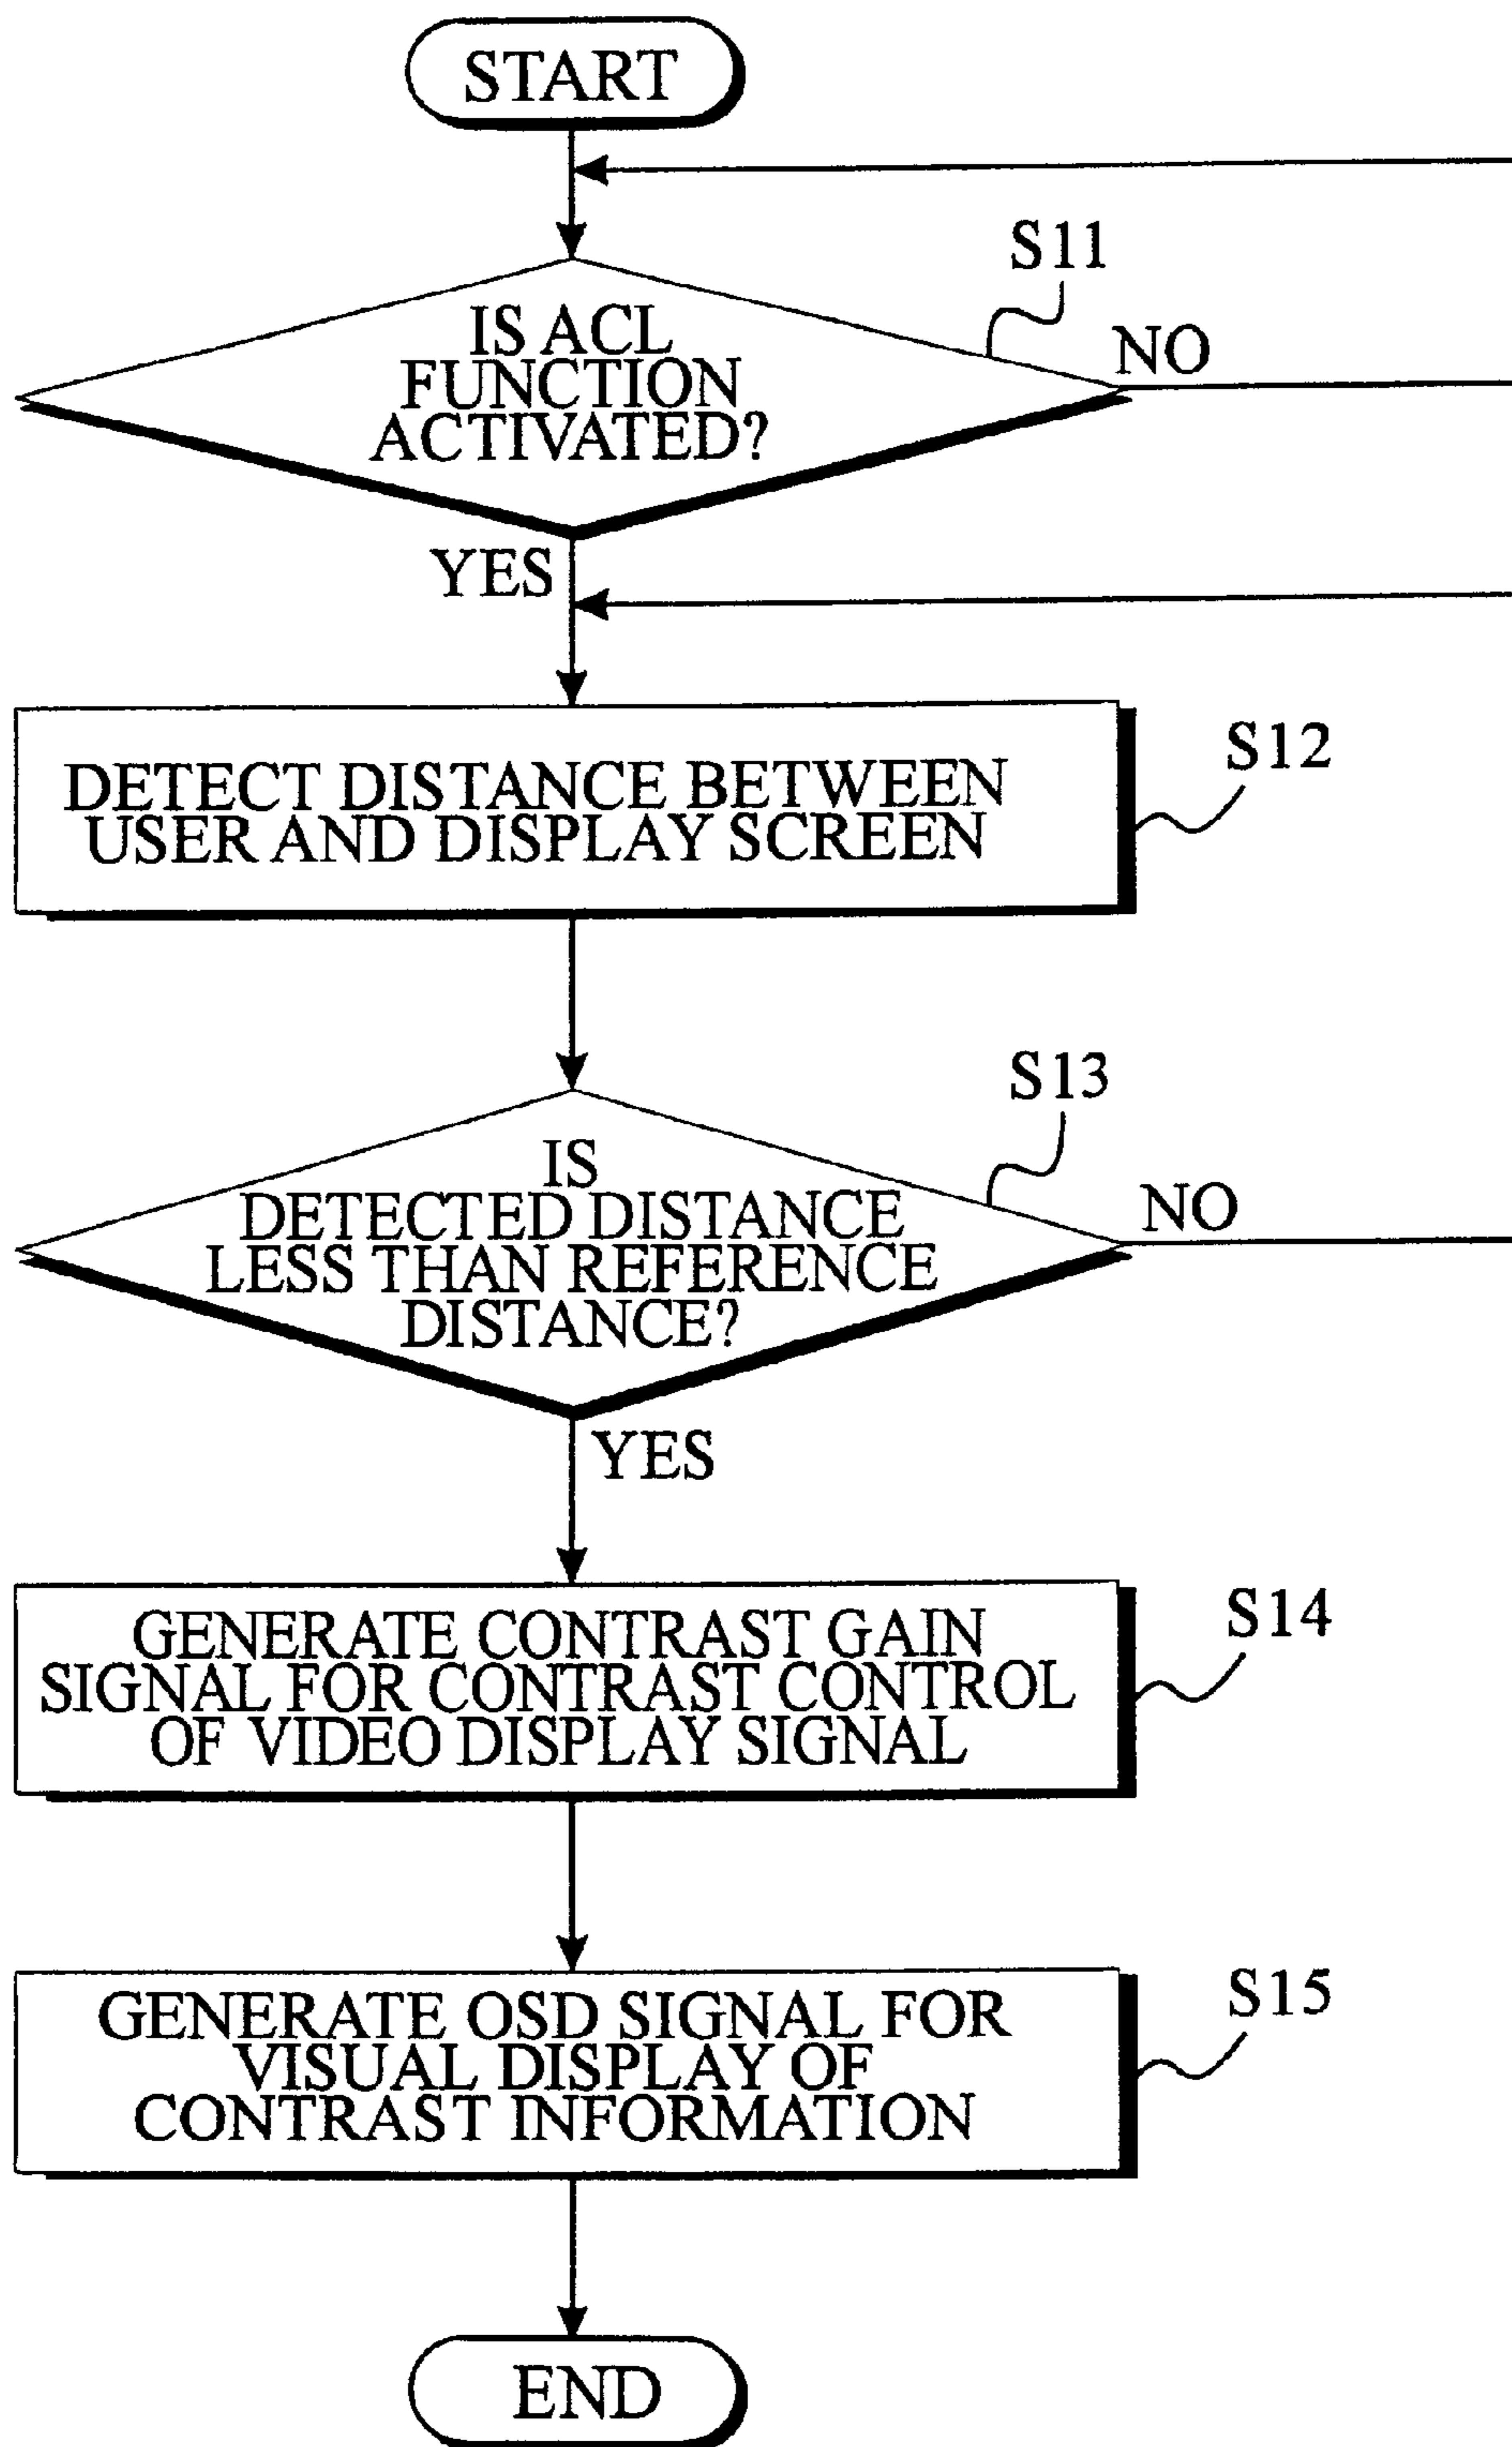 START
S11
IS ACL
FUNCTION
ACTIVATED?
NO
YES
DETECT DISTANCE BETWEEN
USER AND DISPLAY SCREEN
S12
S13
IS
DETECTED DISTANCE
LESS THAN REFERENCE
DISTANCE?
NO
YES
GENERATE CONTRAST GAIN
SIGNAL FOR CONTRAST CONTROL
OF VIDEO DISPLAY SIGNAL
S14
GENERATE OSD SIGNAL FOR
VISUAL DISPLAY OF
CONTRAST INFORMATION
S15
END